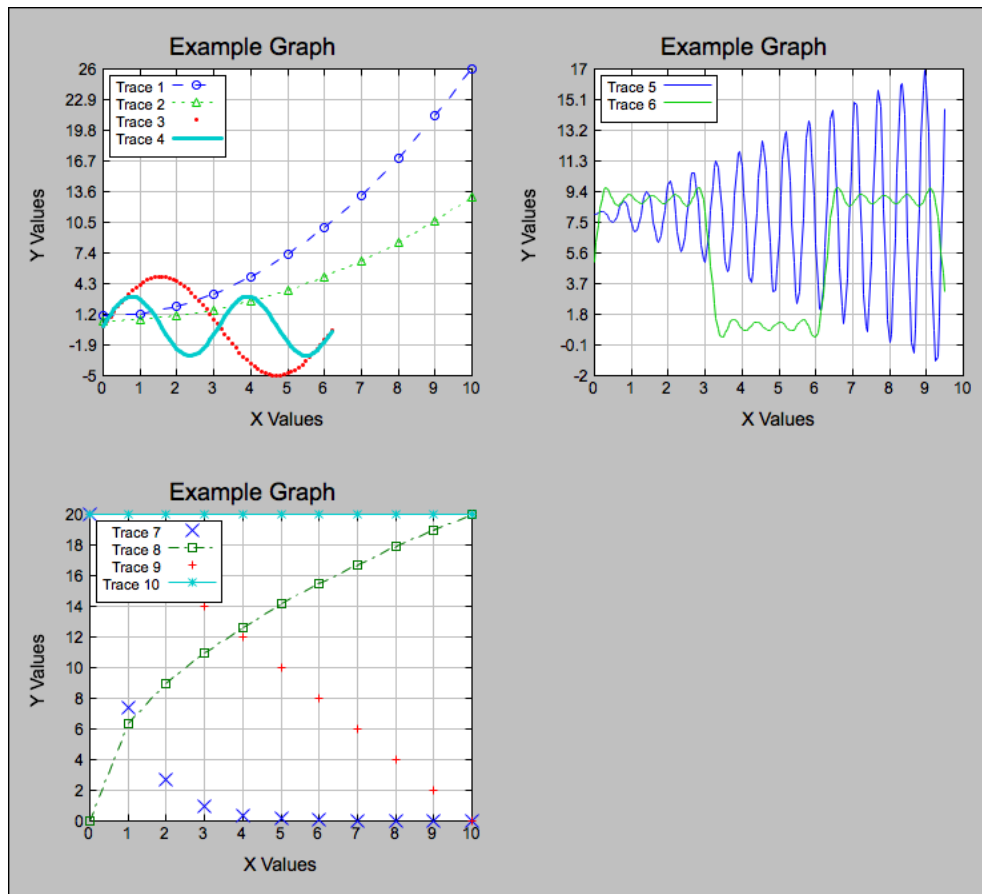 Example Graph
26
22.9
19.8
16.7
13.6
10.5
7.4
4.3
1.2
-1.9
-5
Y Values
Trace 1
Trace 2
Trace 3
Trace 4
0 1 2 3 4 5 6 7 8 9 10
X Values
Example Graph
17
15.1
13.2
11.3
9.4
7.5
5.6
3.7
1.8
-0.1
-2
Y Values
Trace 5
Trace 6
0 1 2 3 4 5 6 7 8 9 10
X Values
Example Graph
20
18
16
14
12
10
8
6
4
2
0
Y Values
Trace 7
Trace 8
Trace 9
Trace 10
0 1 2 3 4 5 6 7 8 9 10
X Values